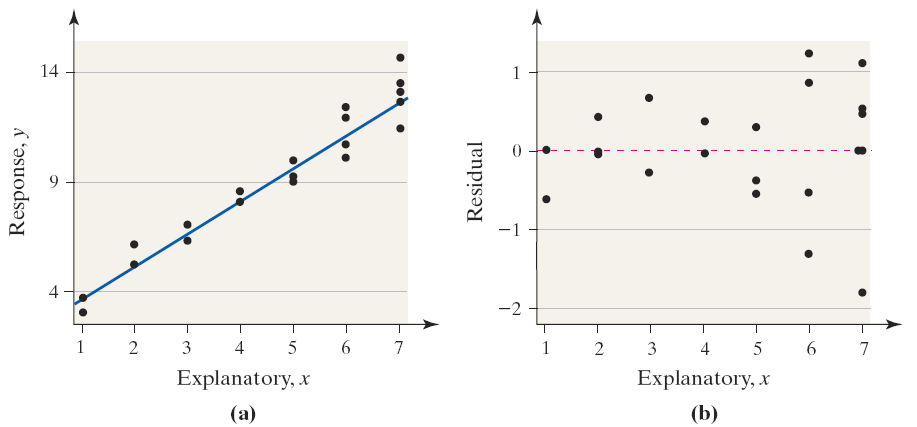 Response, y
14
9
4
1 2 3 4 5 6 7
Explanatory, x
(a)
Residual
1
0
−1
−2
1 2 3 4 5 6 7
Explanatory, x
(b)